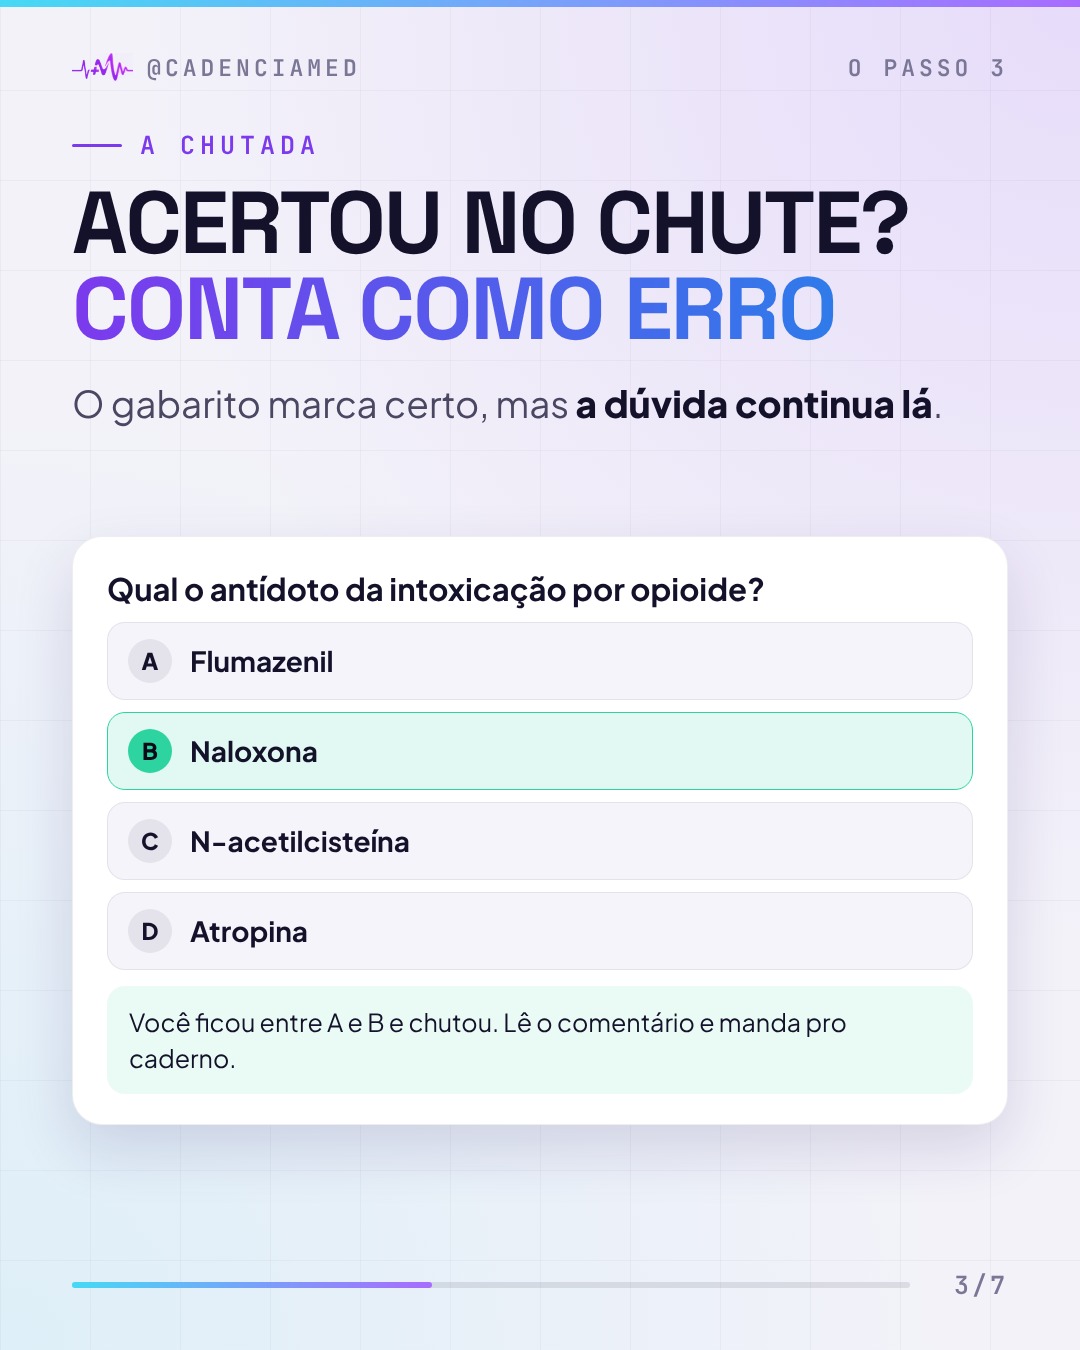 @CADENCIAMED
O PASSO 3
A CHUTADA
ACERTOU NO CHUTE?
CONTA COMO ERRO
O gabarito marca certo, mas a dúvida continua lá.
Qual o antídoto da intoxicação por opioide?
A Flumazenil
B Naloxona
C N-acetilcisteína
D Atropina
Você ficou entre A e B e chutou. Lê o comentário e manda pro
caderno.
3/7